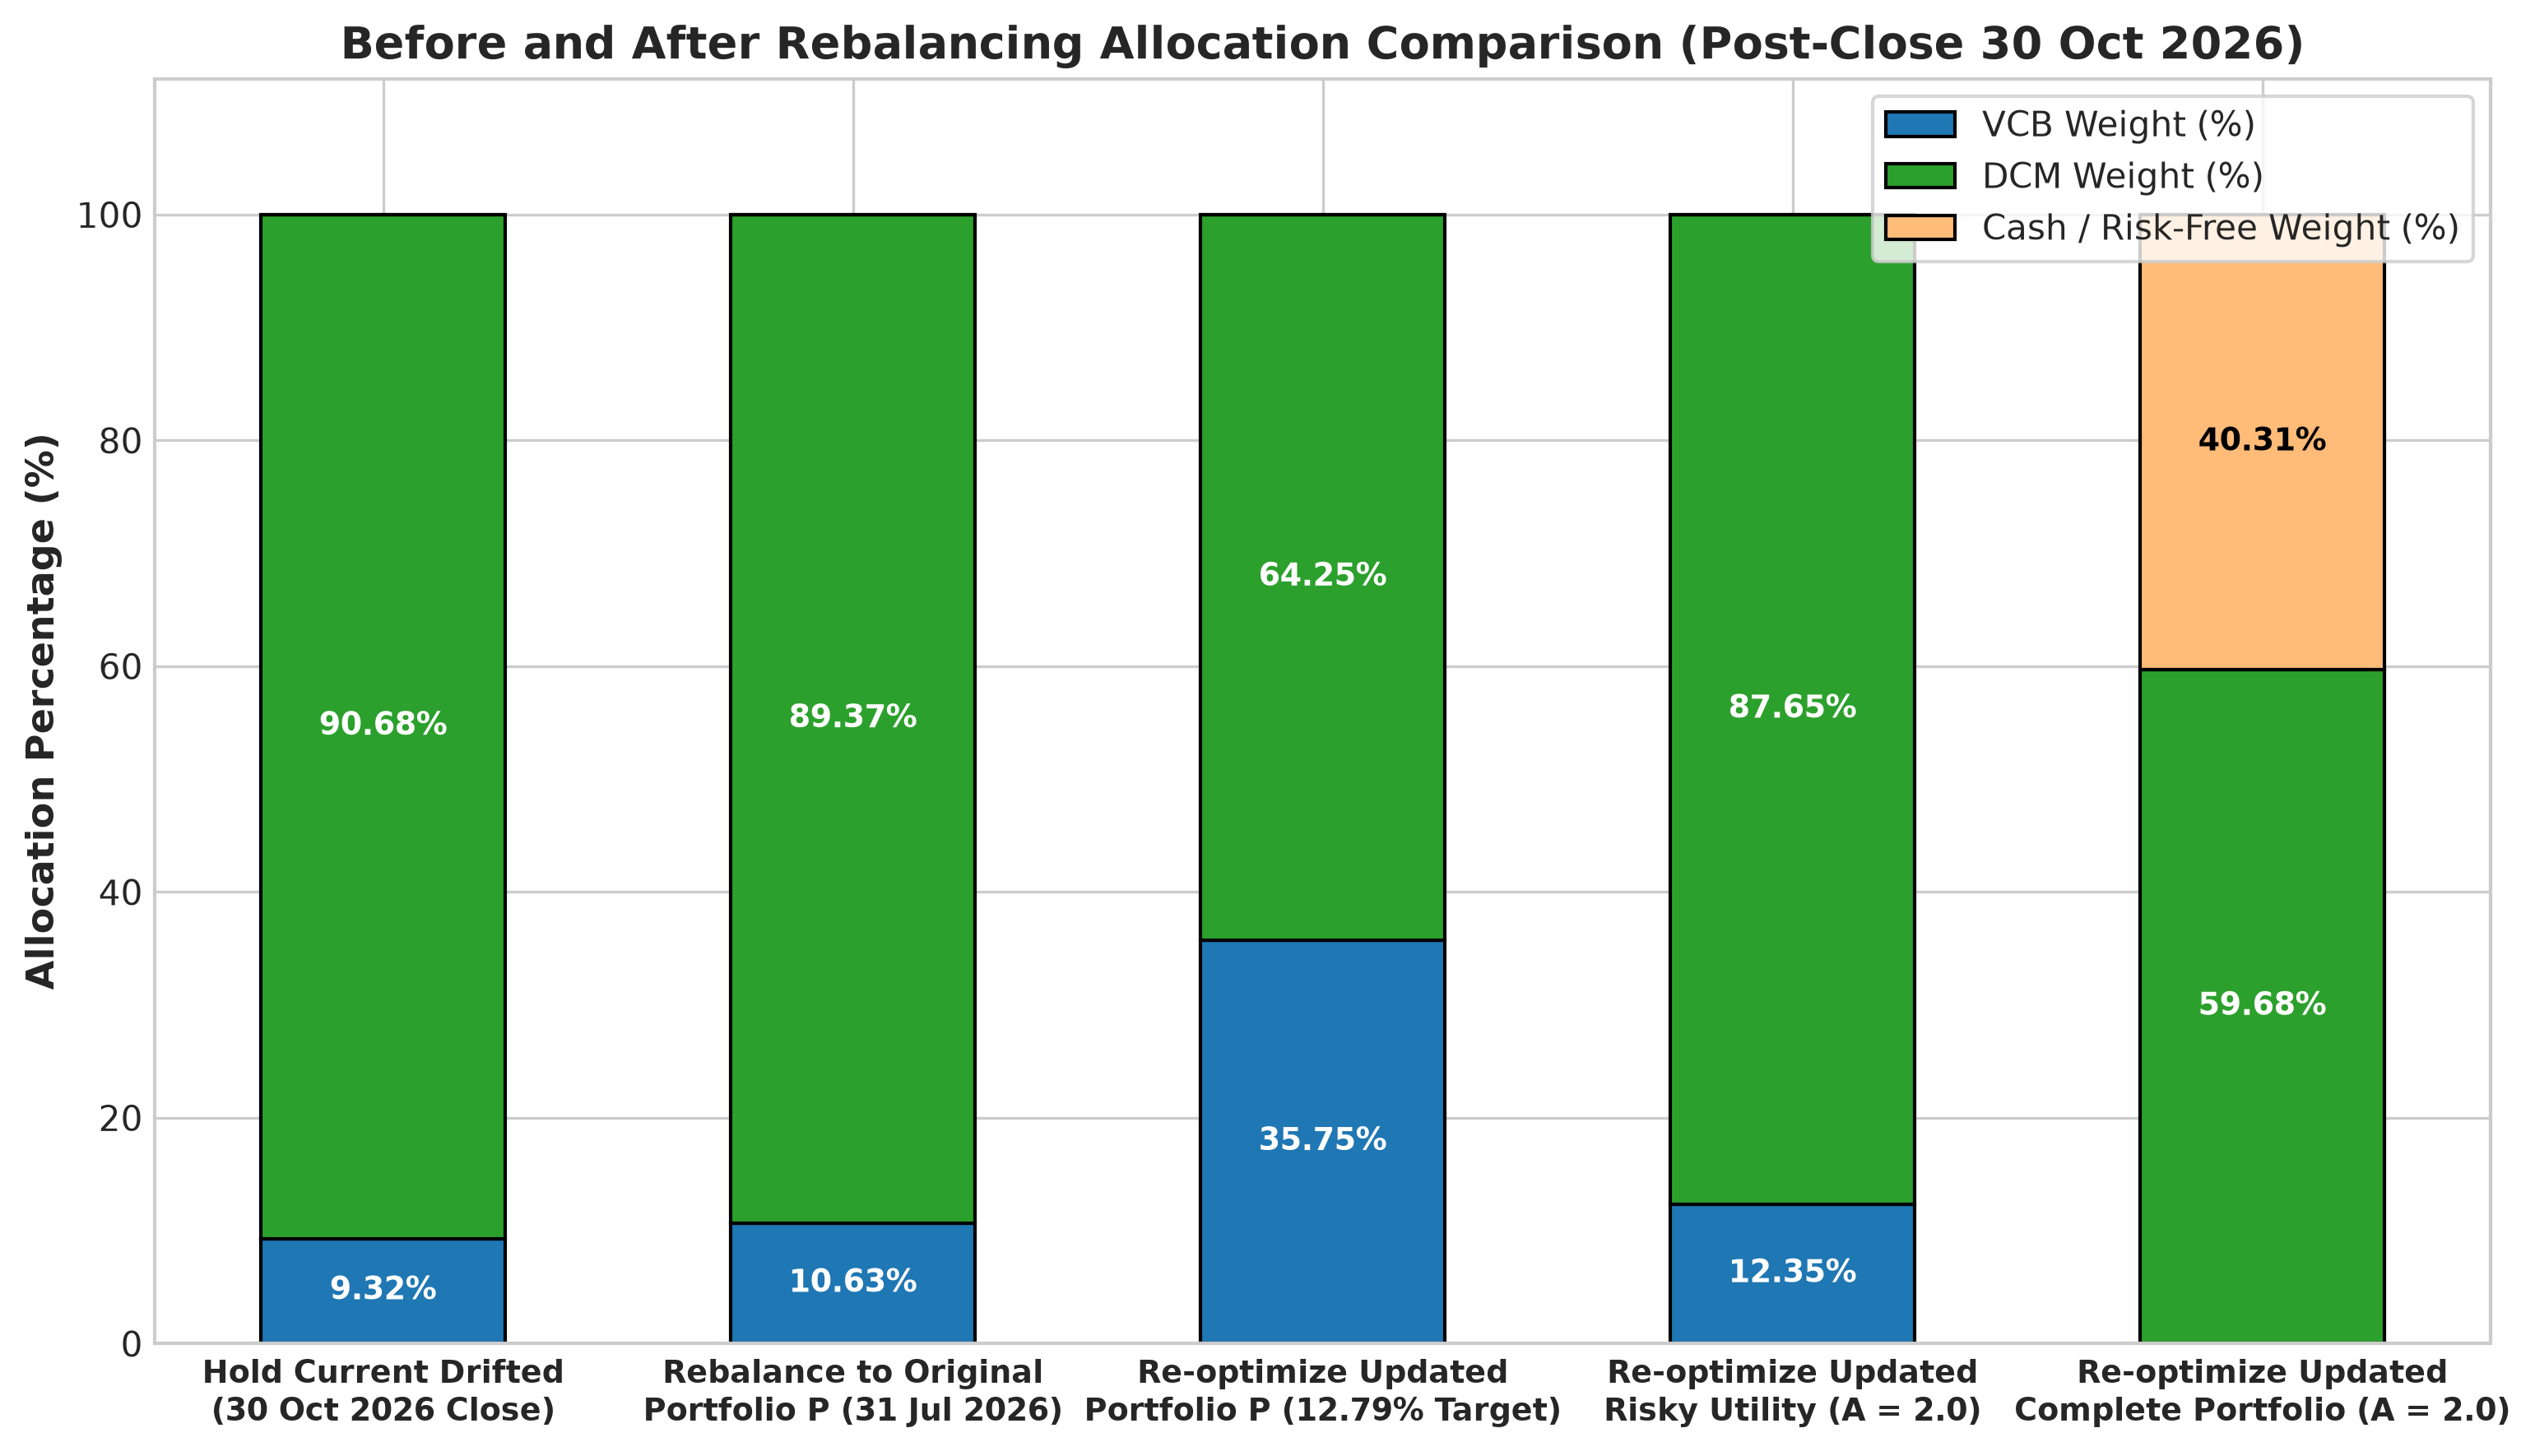 Before and After Rebalancing Allocation Comparison (Post-Close 30 Oct 2026)
VCB Weight (%)
DCM Weight (%)
Cash / Risk-Free Weight (%)
Allocation Percentage (%)
100
80
60
40
20
0
90.68%
9.32%
89.37%
10.63%
64.25%
35.75%
87.65%
12.35%
40.31%
59.68%
Hold Current Drifted
(30 Oct 2026 Close)
Rebalance to Original
Portfolio P (31 Jul 2026)
Re-optimize Updated
Portfolio P (12.79% Target)
Re-optimize Updated
Risky Utility (A = 2.0)
Re-optimize Updated
Complete Portfolio (A = 2.0)